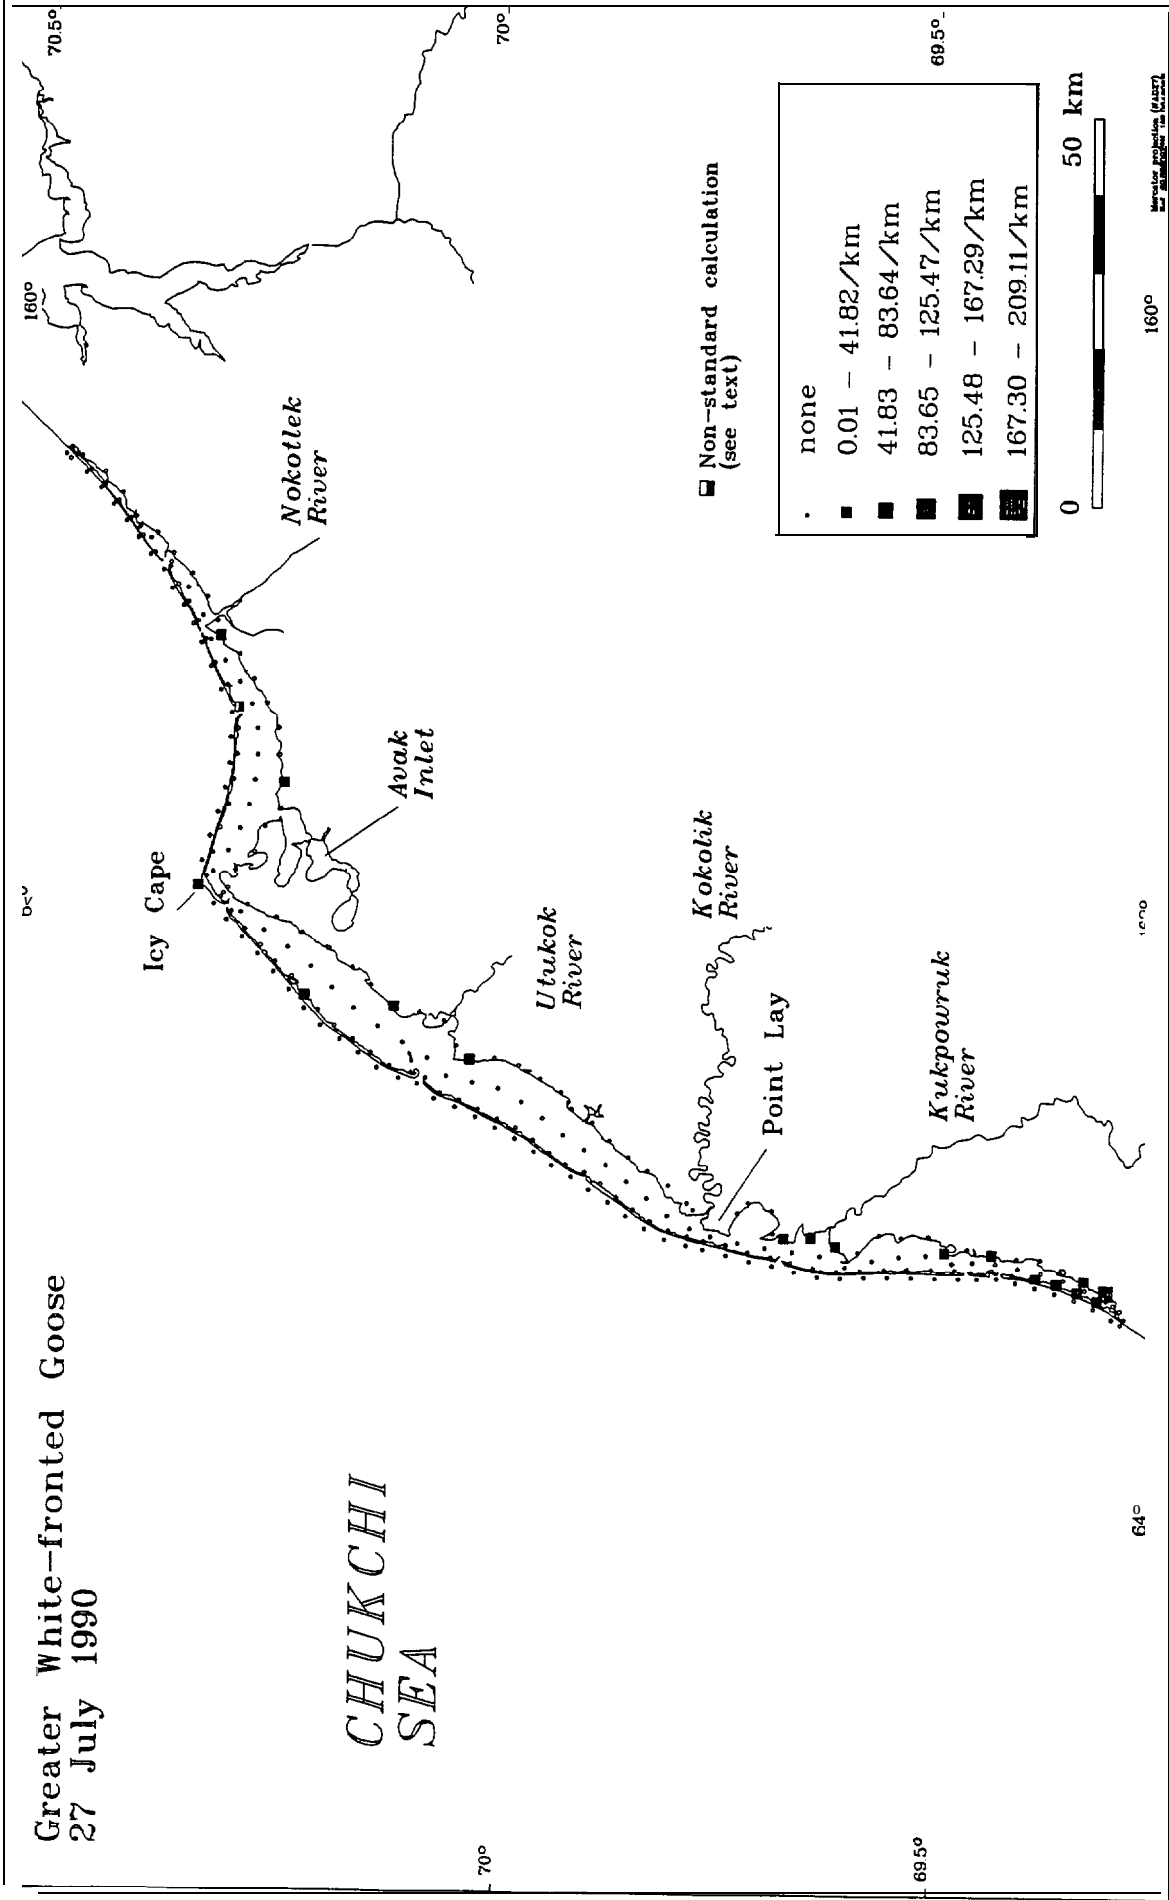 Greater White-fronted Goose
27 July 1990
CHUKCHI
SEA
Icy Cape
Nokotlek
River
Avak
Inlet
Utukok
River
Kokolik
River
Point Lay
Kukpowruk
River
Non-standard calculation
(see text)
none
0.01 - 41.82/km
41.83 - 83.64/km
83.65 - 125.47/km
125.48 - 167.29/km
167.30 - 209.11/km
0
50 km
Mercator projection (NAD27)
160°
70.5°
70°
69.5°
160°
64°
70°
69.5°